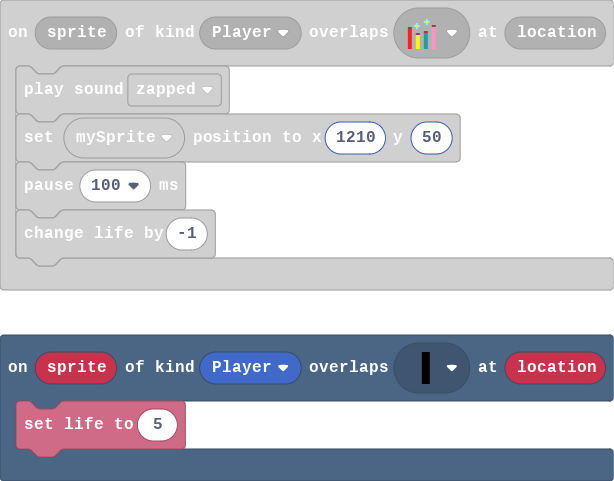 on sprite of kind Player overlaps at location
play sound zapped
set mySprite position to x 1210 y 50
pause 100 ms
change life by -1
on sprite of kind Player overlaps at location
set life to 5